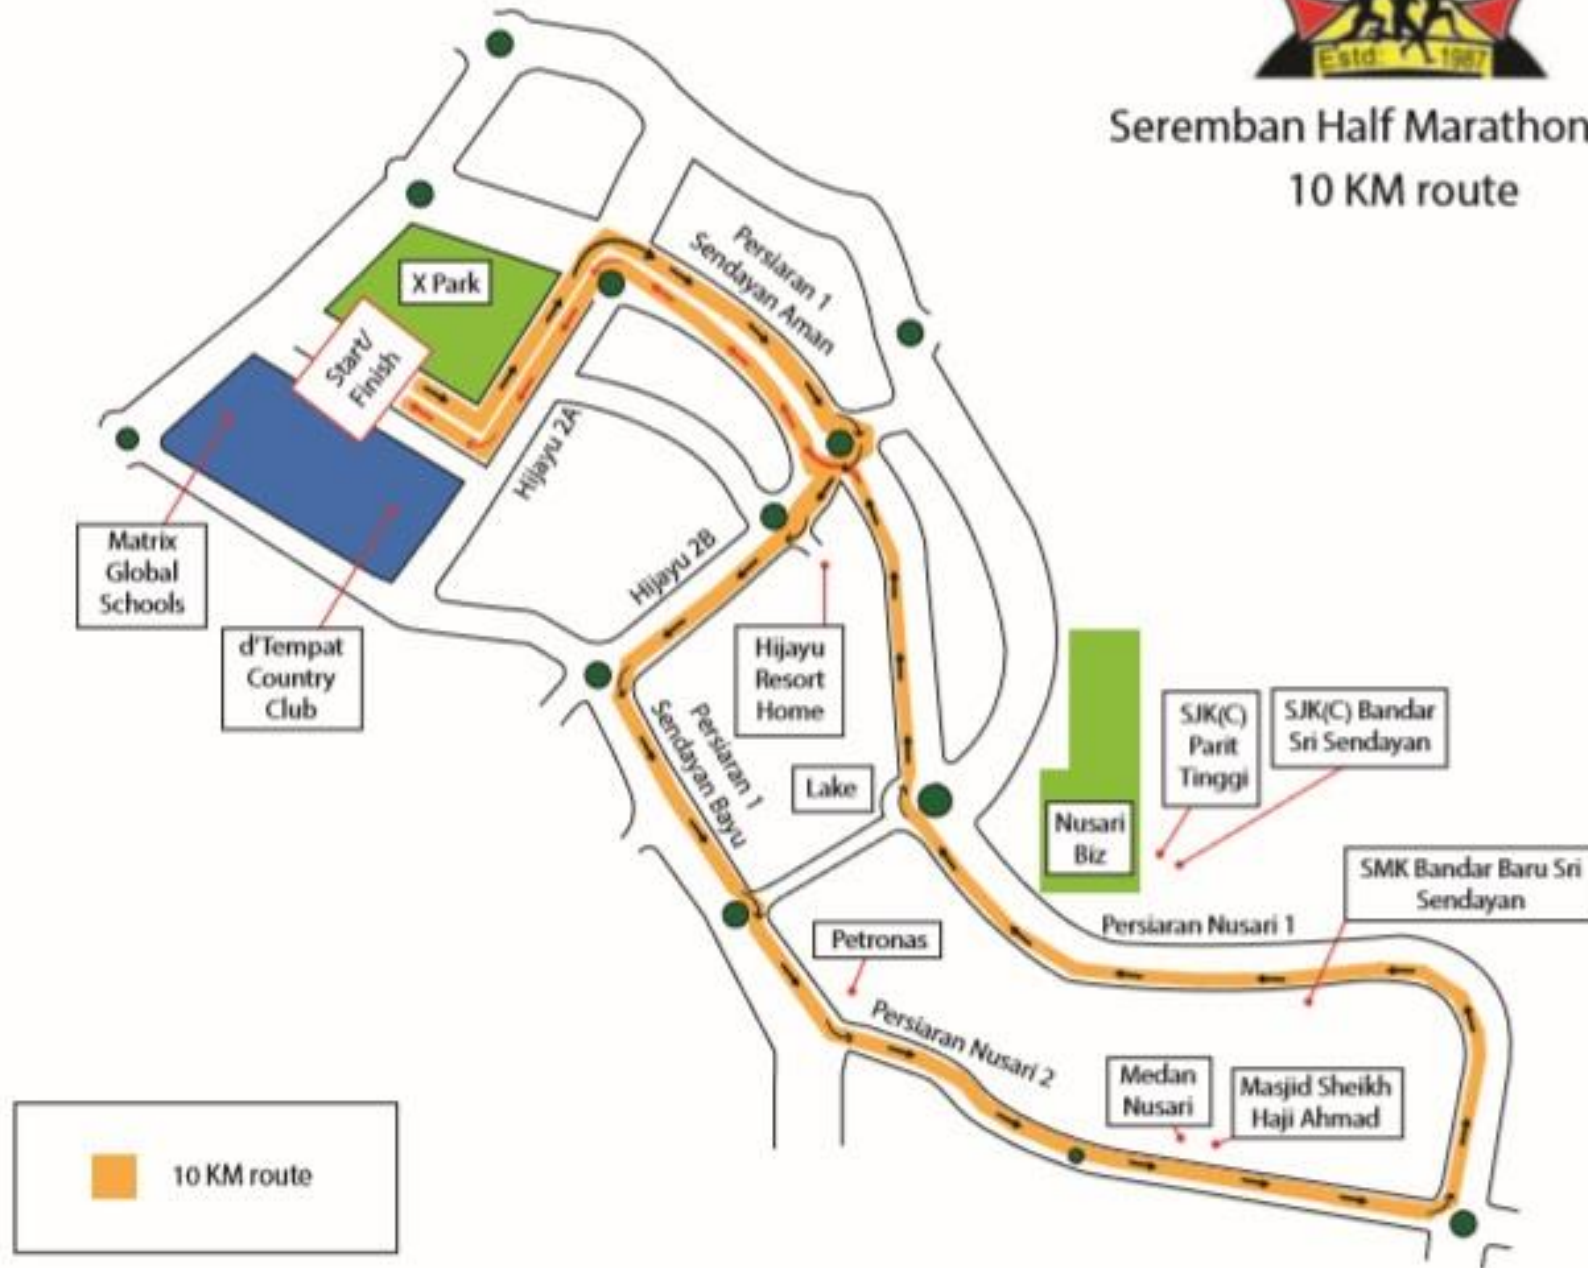 Estd: 1987
Seremban Half Marathon
10 KM route
Persiaran 1
Sendayan Aman
X Park
Start/
Finish
Hijayu 2A
Hijayu 2B
Matrix
Global
Schools
d'Tempat
Country
Club
Hijayu
Resort
Home
Persiaran 1
Sendayan Bayu
Lake
SJK(C)
Parit
Tinggi
SJK(C) Bandar
Sri Sendayan
Nusari
Biz
SMK Bandar Baru Sri
Sendayan
Persiaran Nusari 1
Petronas
Persiaran Nusari 2
Medan
Nusari
Masjid Sheikh
Haji Ahmad
10 KM route